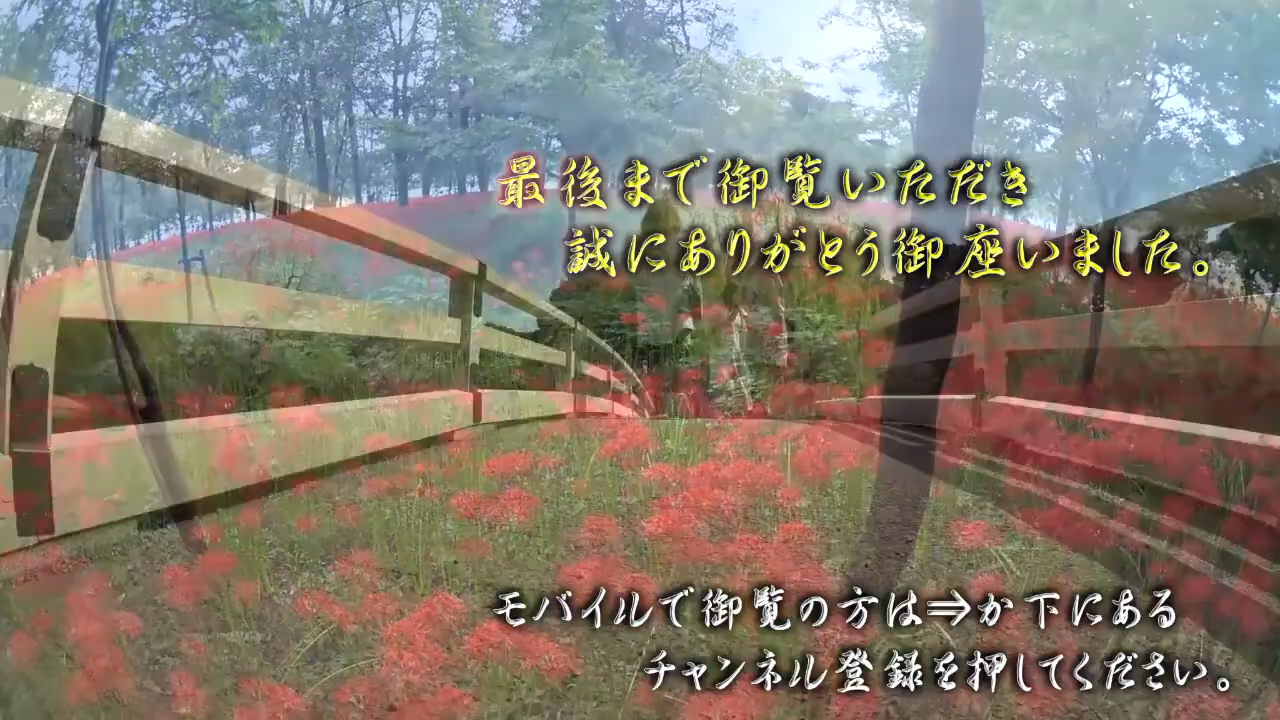 最後まで御覧いただき
誠にありがとう御座いました。
モバイルで御覧の方は⇒か下にある
チャンネル登録を押してください。